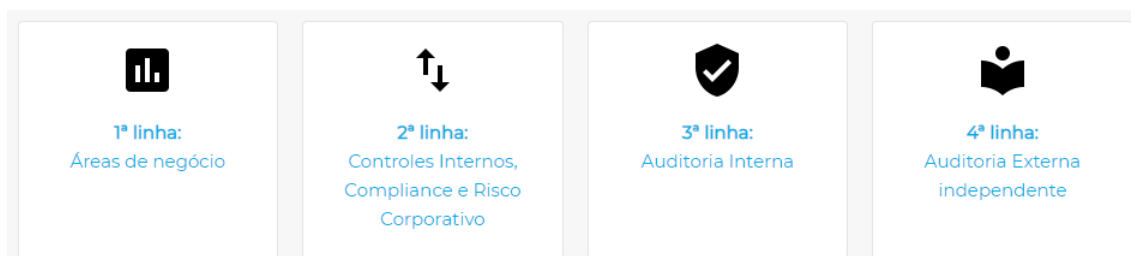 1ª linha:
Áreas de negócio
2ª linha:
Controles Internos,
Compliance e Risco
Corporativo
3ª linha:
Auditoria Interna
4ª linha:
Auditoria Externa
independente